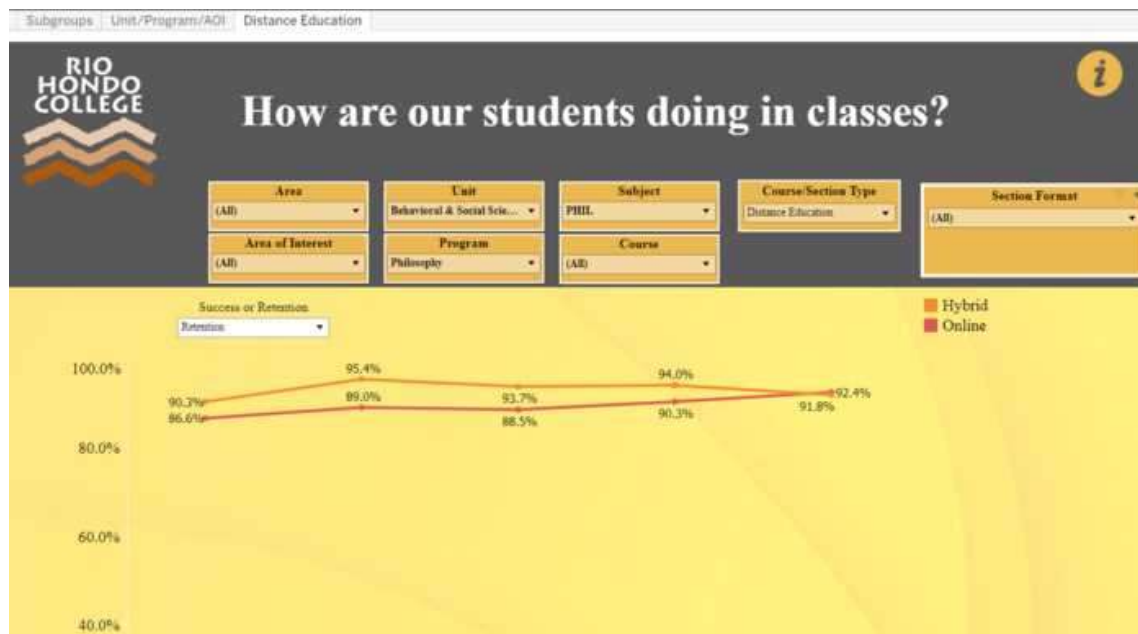 Subgroups Unit/Program/AOI Distance Education
RIO
HONDO
COLLEGE
How are our students doing in classes?
i
Area Unit Subject Course/Section Type Section Format
(All) Behavioral & Social Scie... PHIL Distance Education (All)
Area of Interest Program Course
(All) Philosophy (All)
Success or Retention
Retention
Hybrid
Online
100.0%
95.4% 94.0%
90.3% 89.0% 93.7% 92.4%
86.6% 88.5% 90.3% 91.8%
80.0%
60.0%
40.0%